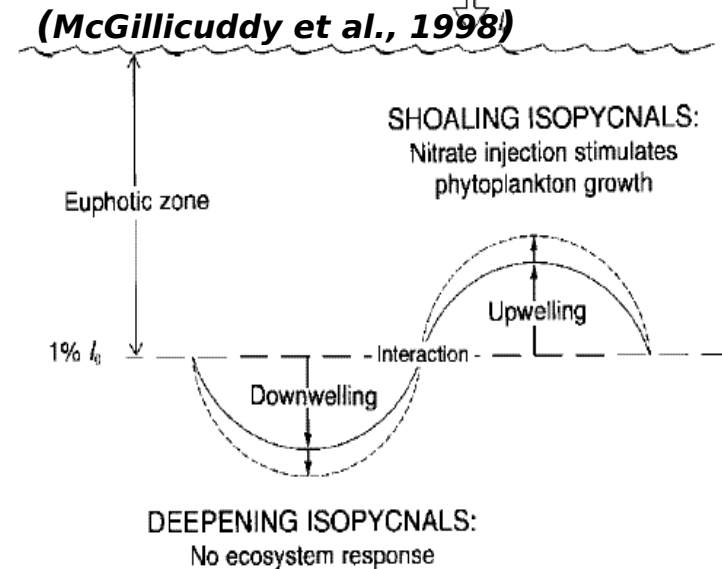 (McGillicuddy et al., 1998)
SHOALING ISOPYCNALS:
Nitrate injection stimulates
phytoplankton growth
Euphotic zone
Upwelling
1% I₀
Interaction
Downwelling
DEEPENING ISOPYCNALS:
No ecosystem response